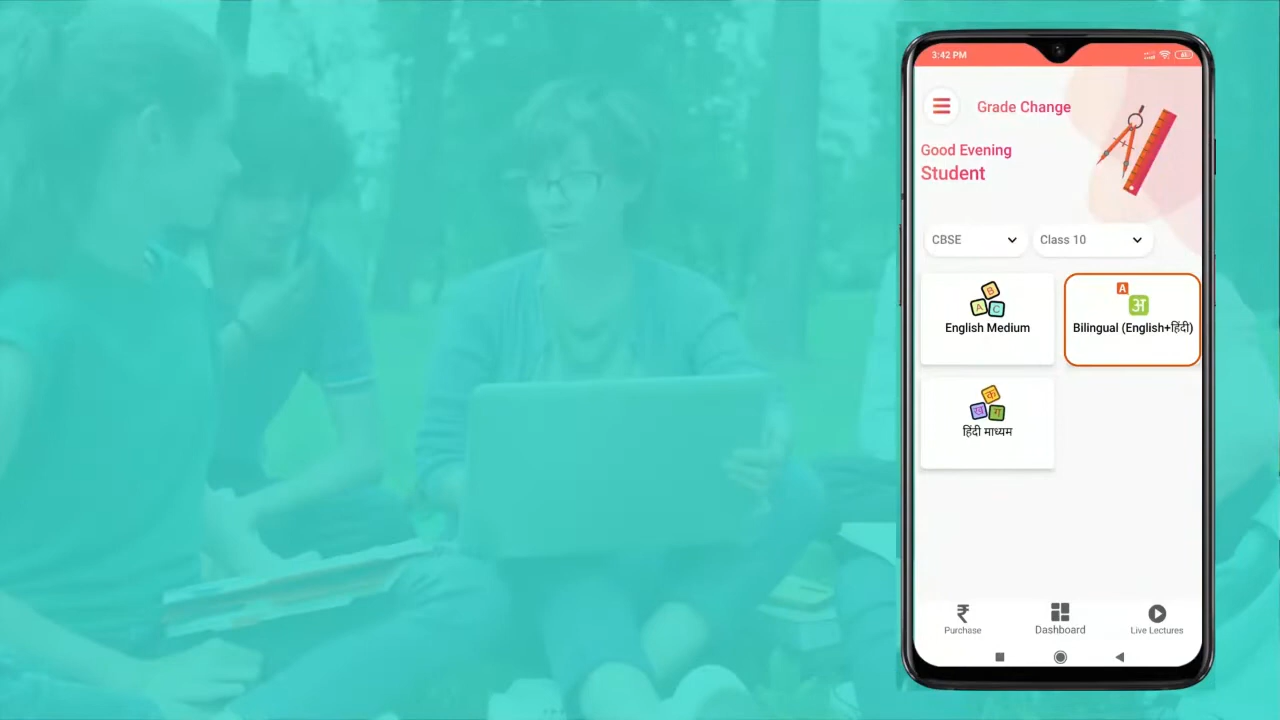 3:42 PM
Grade Change
Good Evening
Student
CBSE
Class 10
B
A C
English Medium
A
अ
Bilingual (English+हिंदी)
क
ख ग
हिंदी माध्यम
Purchase
Dashboard
Live Lectures